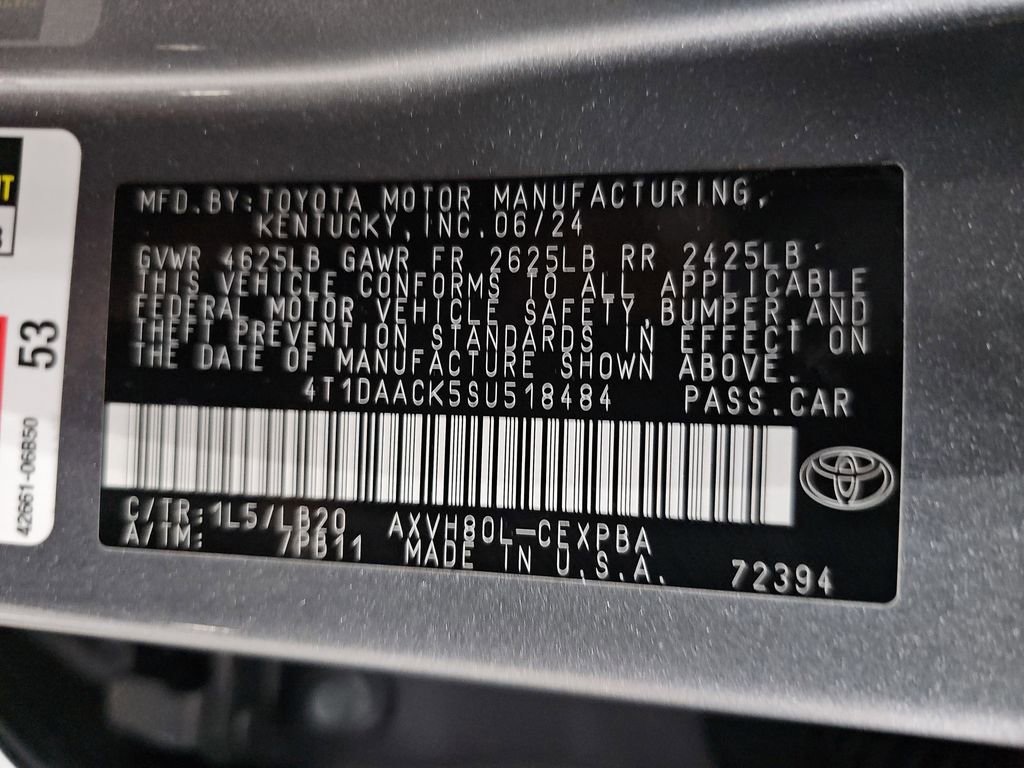 MFD. BY: TOYOTA MOTOR MANUFACTURING,
KENTUCKY, INC. 06/24
GVWR 4625LB GAWR FR 2625LB RR 2425LB
THIS VEHICLE CONFORMS TO ALL APPLICABLE
FEDERAL MOTOR VEHICLE SAFETY, BUMPER, AND
THEFT PREVENTION STANDARDS IN EFFECT ON
THE DATE OF MANUFACTURE SHOWN ABOVE.
4T1DAACK5SU518484 PASS. CAR
C/TR: 1L5/LB20 AXVH80L-CEXPBA
A/TM: 7PB11 MADE IN U.S.A. 72394
53
42661-06B50